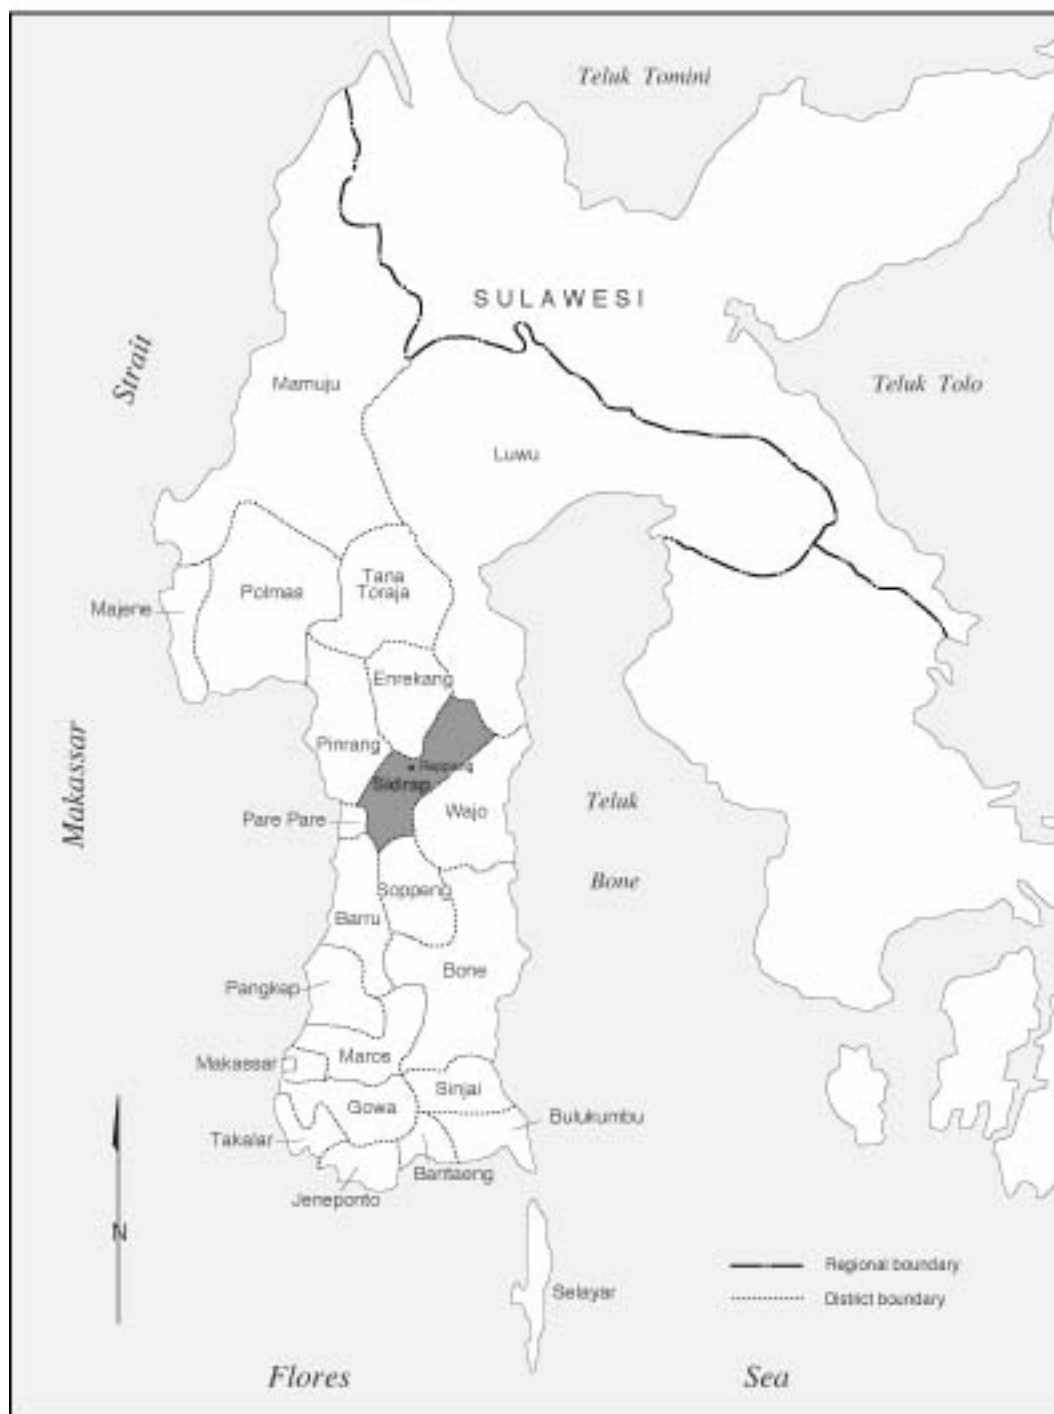 Teluk Tomini
SULAWESI
Strait
Mamuju
Teluk Tolo
Luwu
Tana
Toraja
Polmas
Majene
Enrekang
Pinrang
Rappang
Sidrap
Makassar
Pare Pare
Wajo
Teluk
Bone
Soppeng
Barru
Bone
Pangkep
Maros
Makassar
Sinjai
Gowa
Bulukumbu
Takalar
Bantaeng
Jeneponto
N
Regional boundary
Selayar
District boundary
Flores
Sea